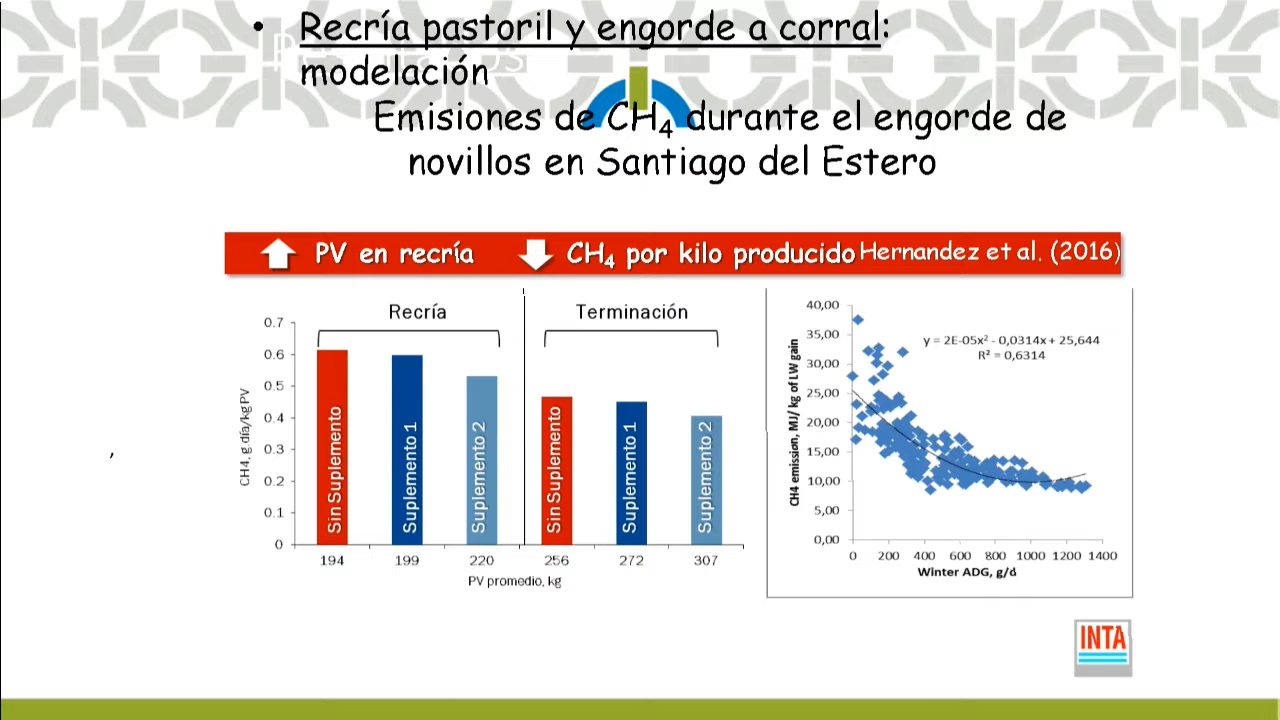 • Recría pastoril y engorde a corral:
modelación
Emisiones de CH₄ durante el engorde de
novillos en Santiago del Estero
PV en recría CH₄ por kilo producido Hernandez et al. (2016)
Recría
Terminación
CH4, g.día/kgPV
0.7
0.6
0.5
0.4
0.3
0.2
0.1
0
Sin Suplemento
Suplemento 1
Suplemento 2
Sin Suplemento
Suplemento 1
Suplemento 2
194 199 220 256 272 307
PV promedio, kg
CH4 emission, MJ/ kg of LW gain
40,00
35,00
30,00
25,00
20,00
15,00
10,00
5,00
0,00
y = 2E-05x² - 0,0314x + 25,644
R² = 0,6314
0 200 400 600 800 1000 1200 1400
Winter ADG, g/d
,
INTA